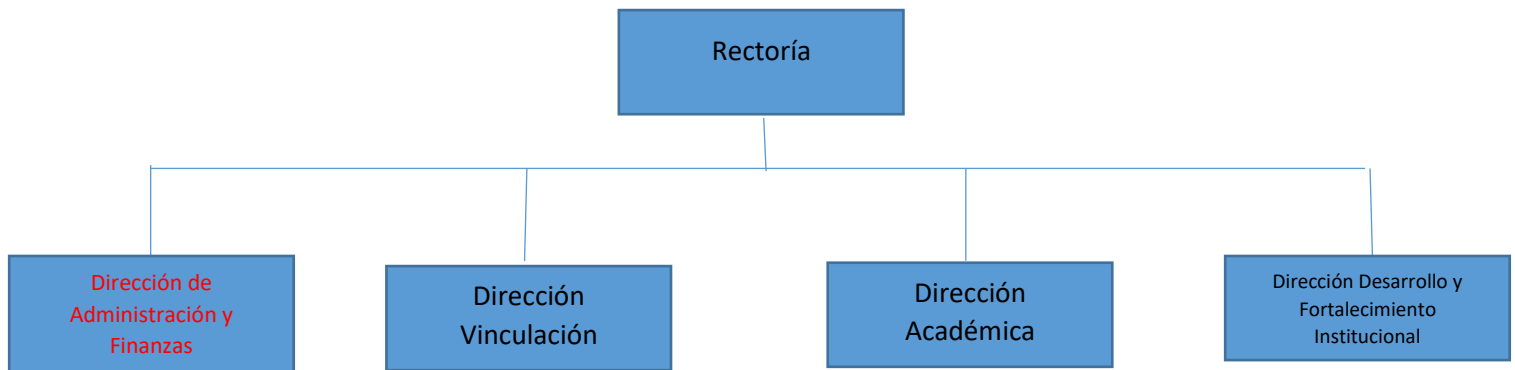 Rectoría
Dirección de
Administración y
Finanzas
Dirección
Vinculación
Dirección
Académica
Dirección Desarrollo y
Fortalecimiento
Institucional